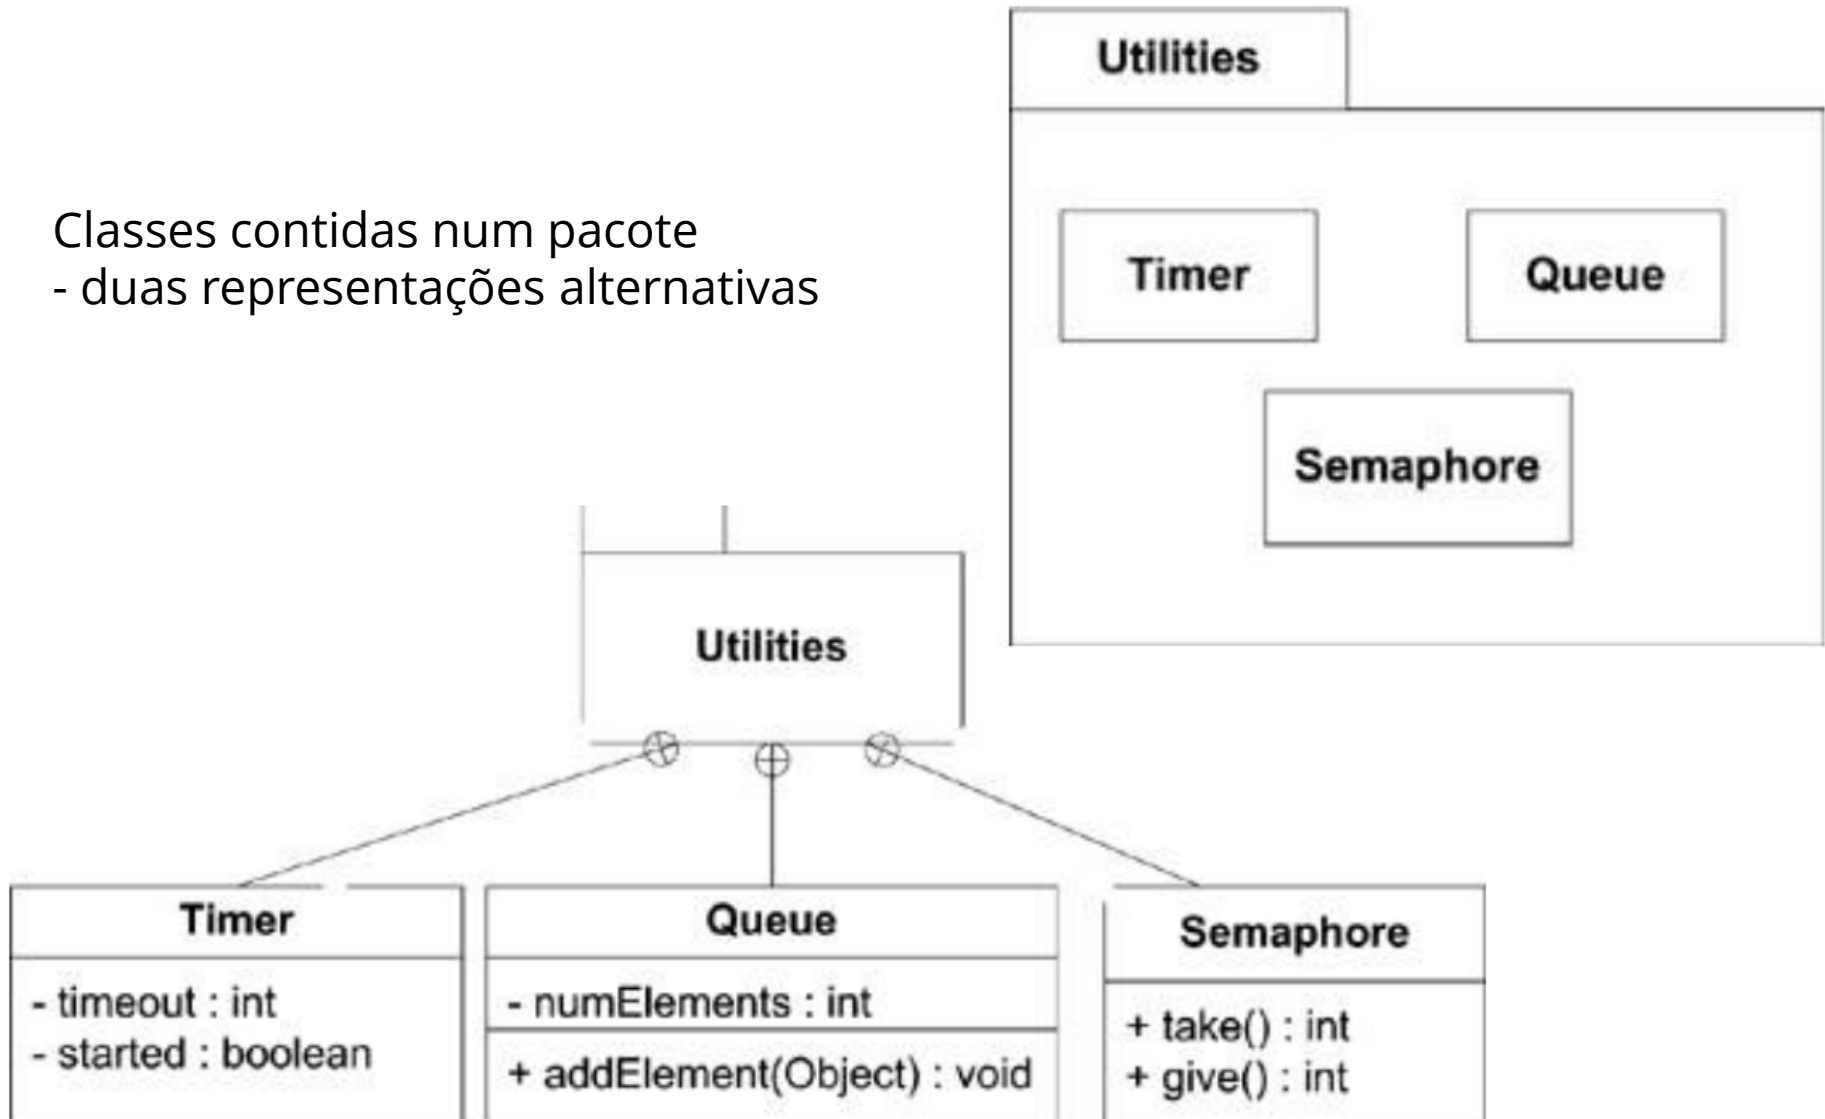 Utilities
Classes contidas num pacote
- duas representações alternativas
Timer
Queue
Semaphore
Utilities
Timer
- timeout : int
- started : boolean
Queue
- numElements : int
+ addElement(Object) : void
Semaphore
+ take() : int
+ give() : int